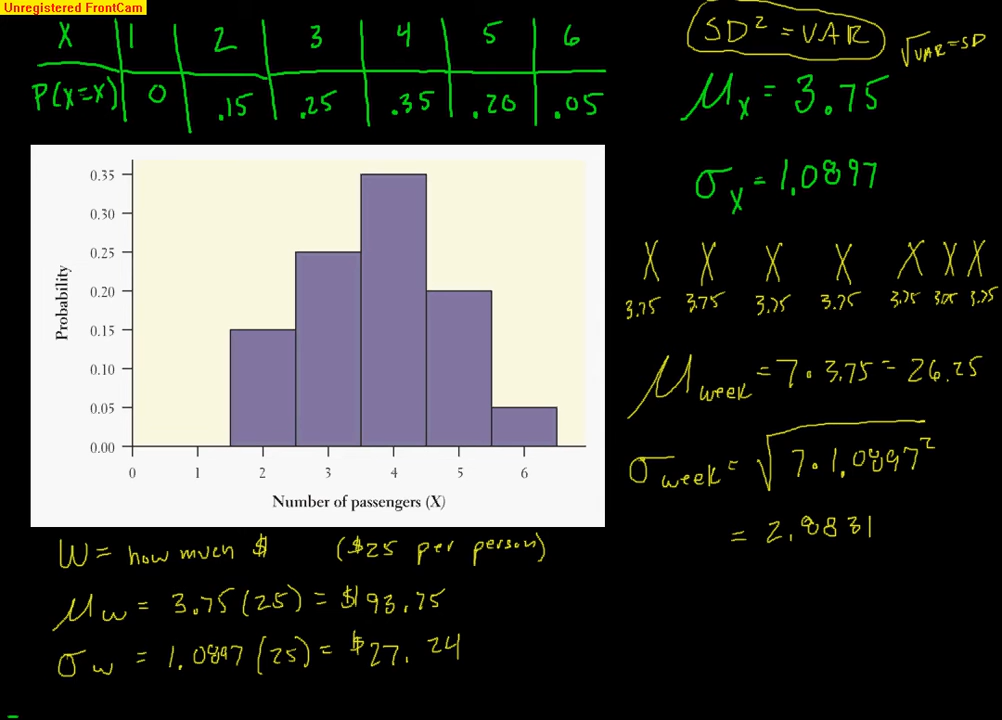 Unregistered FrontCam
X 1 2 3 4 5 6
P(X=x) 0 .15 .25 .35 .20 .05
SD² = VAR
√VAR = SD
μx = 3.75
σx = 1.0897
0.35
0.30
0.25
0.20
0.15
0.10
0.05
0.00
Probability
0 1 2 3 4 5 6
Number of passengers (X)
X X X X X X X
3.75 3.75 3.75 3.75 3.75 3.75 3.75
μweek = 7 · 3.75 = 26.25
σweek = √7 · 1.0897²
= 2.8831
W = how much $ ($25 per person)
μw = 3.75(25) = $93.75
σw = 1.0897(25) = $27.24